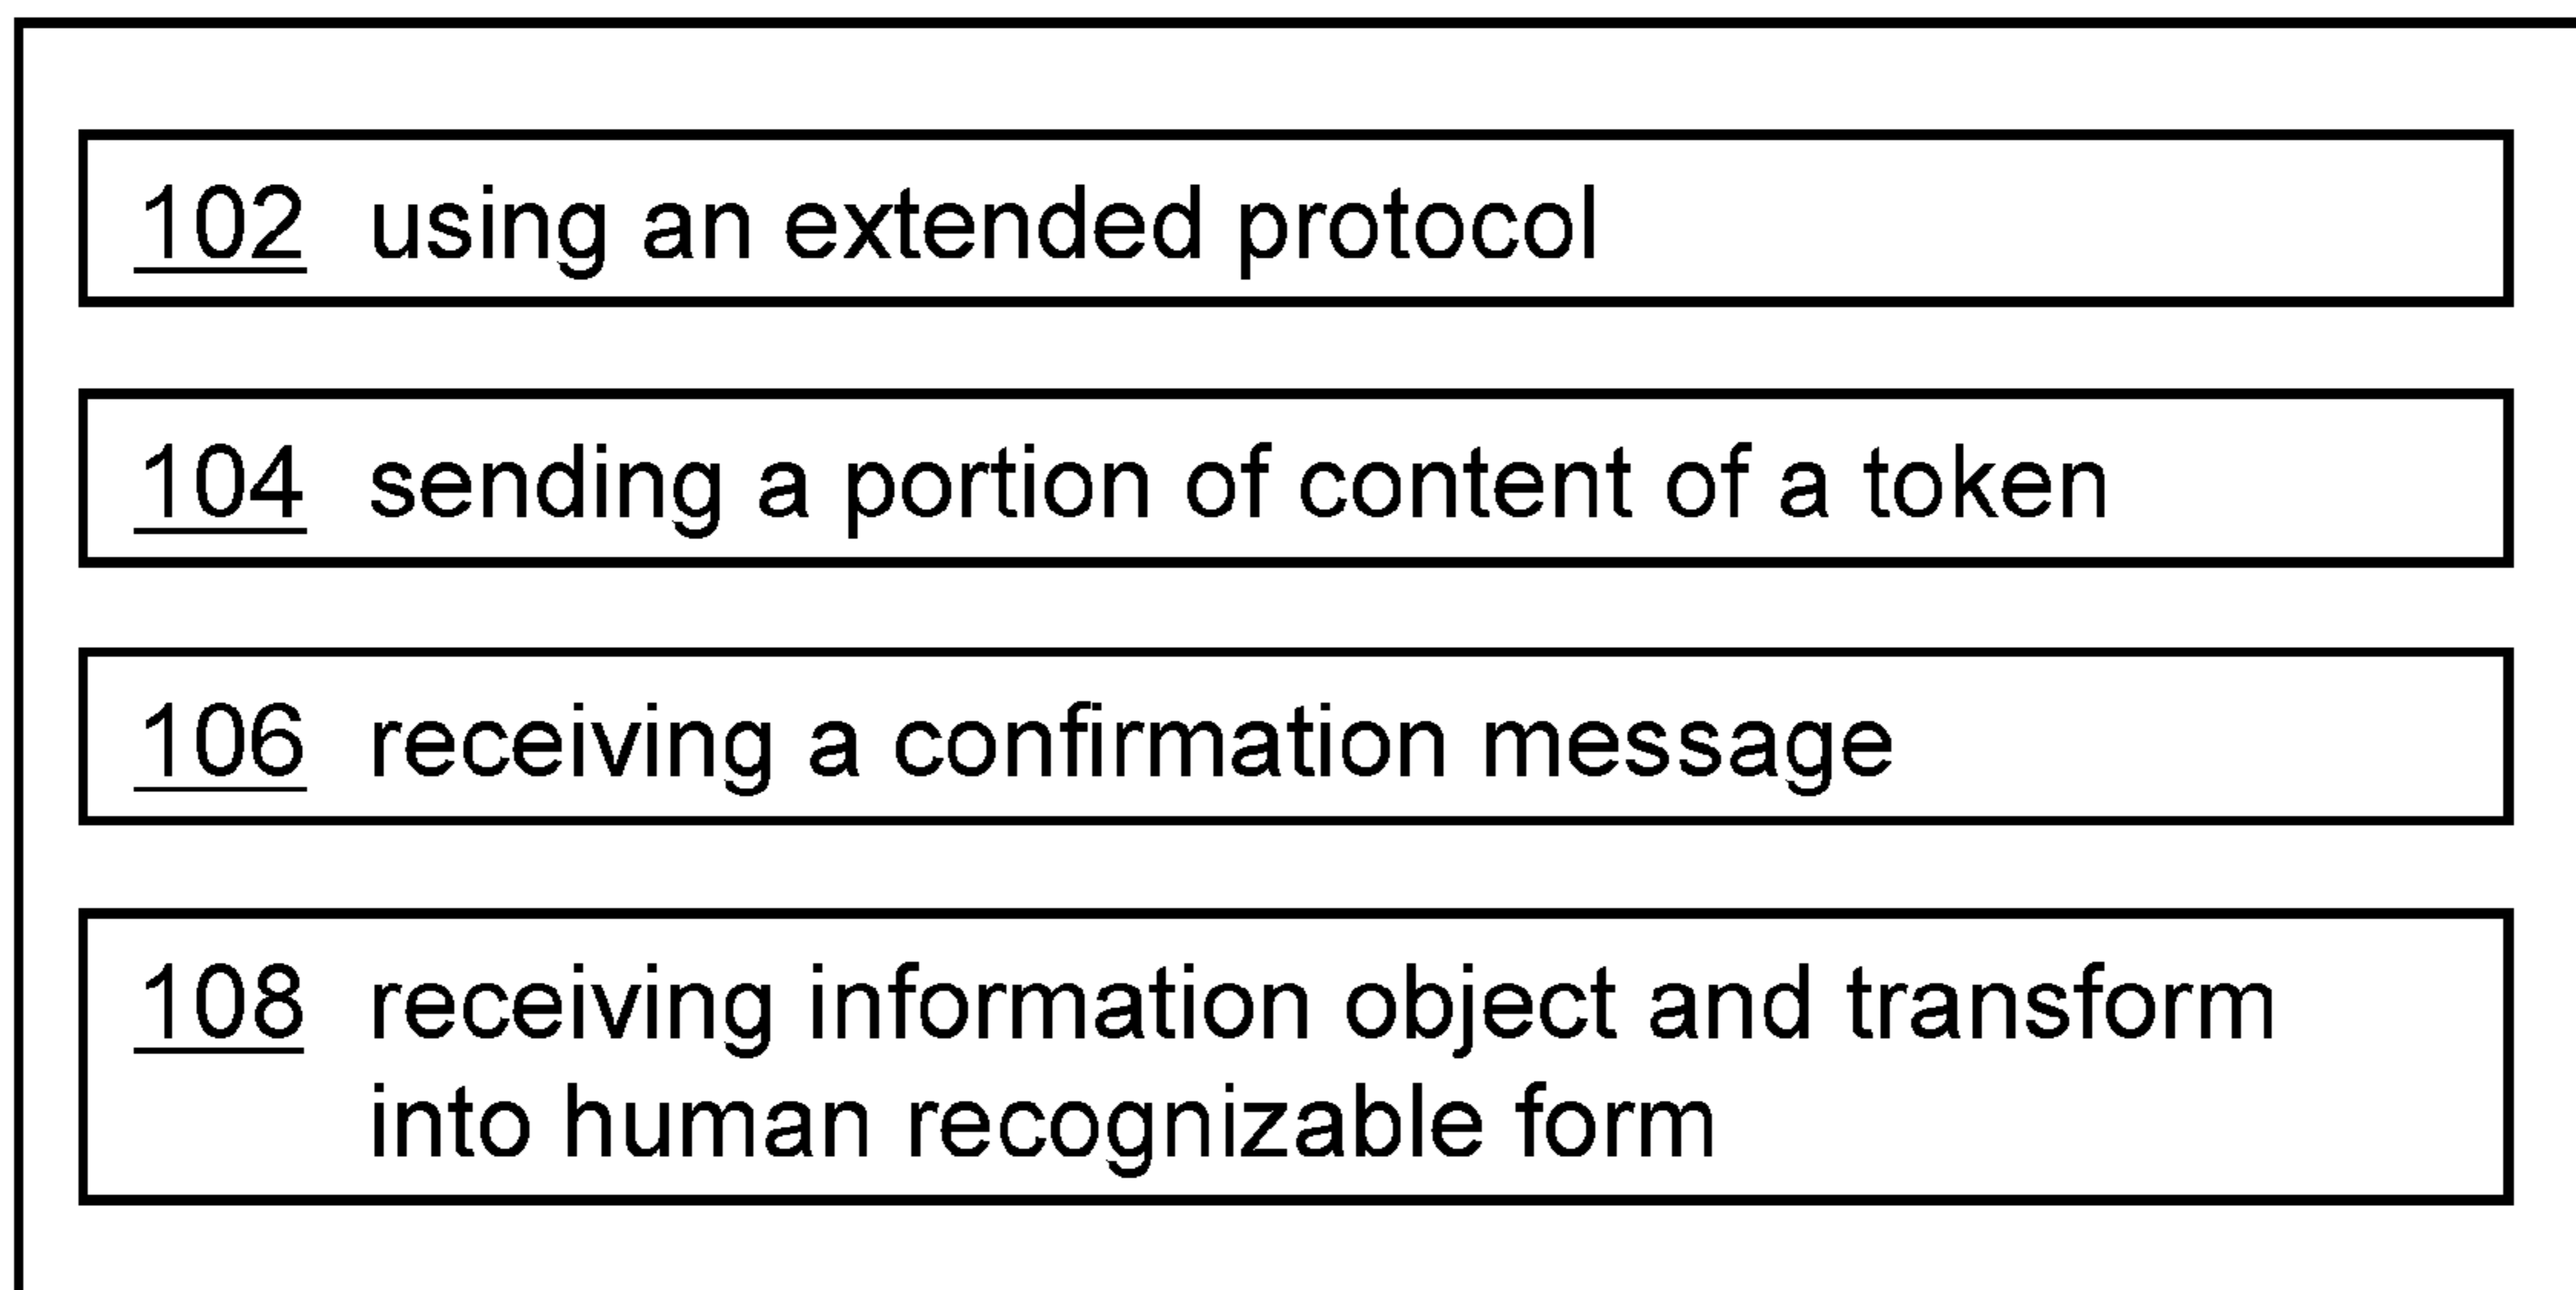 102 using an extended protocol
104 sending a portion of content of a token
106 receiving a confirmation message
108 receiving information object and transform
into human recognizable form